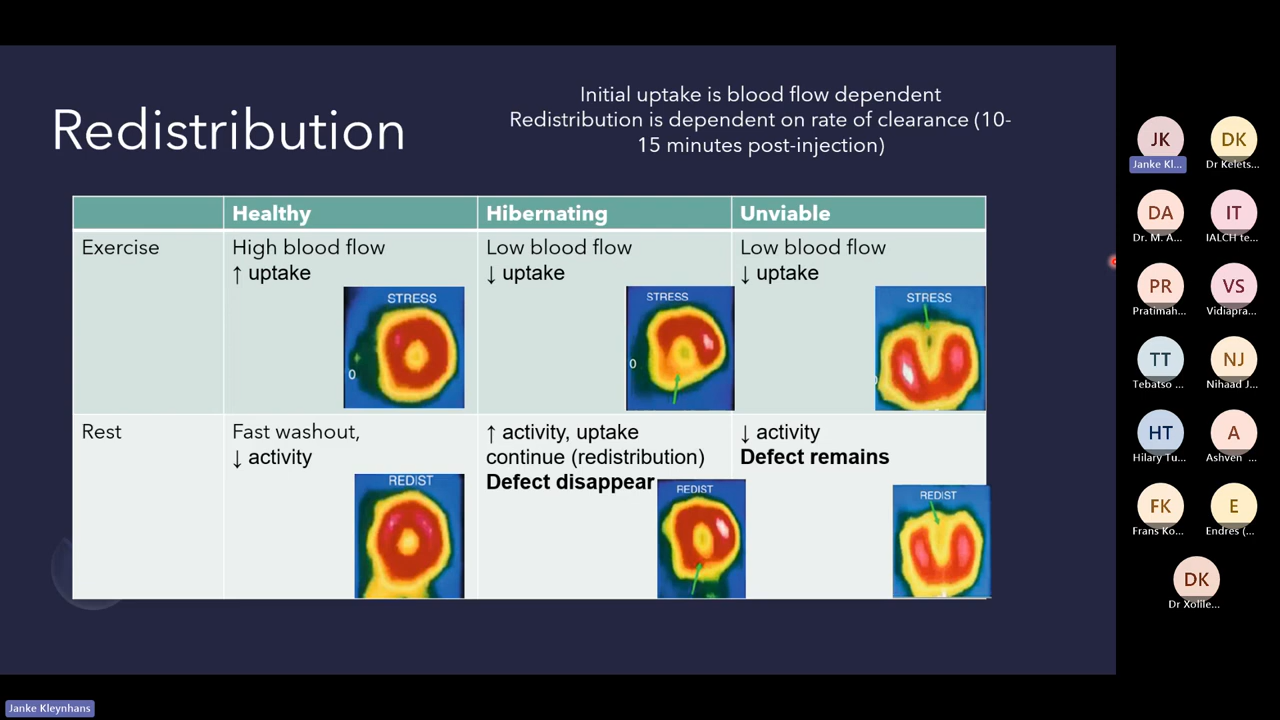 Redistribution
Initial uptake is blood flow dependent
Redistribution is dependent on rate of clearance (10-
15 minutes post-injection)
Healthy
Hibernating
Unviable
Exercise
High blood flow
↑ uptake
STRESS
0
Low blood flow
↓ uptake
STRESS
0
Low blood flow
↓ uptake
STRESS
Rest
Fast washout,
↓ activity
REDIST
↑ activity, uptake
continue (redistribution)
Defect disappear
REDIST
↓ activity
Defect remains
REDIST
JK
Janke Kl...
DK
Dr Kelets...
DA
Dr. M. A...
IT
IALCH te...
PR
Pratimah...
VS
Vidiapra...
TT
Tebatso ...
NJ
Nihaad J...
HT
Hilary Tu...
A
Ashven ...
FK
Frans Ko...
E
Endres (...
DK
Dr Xolile...
Janke Kleynhans